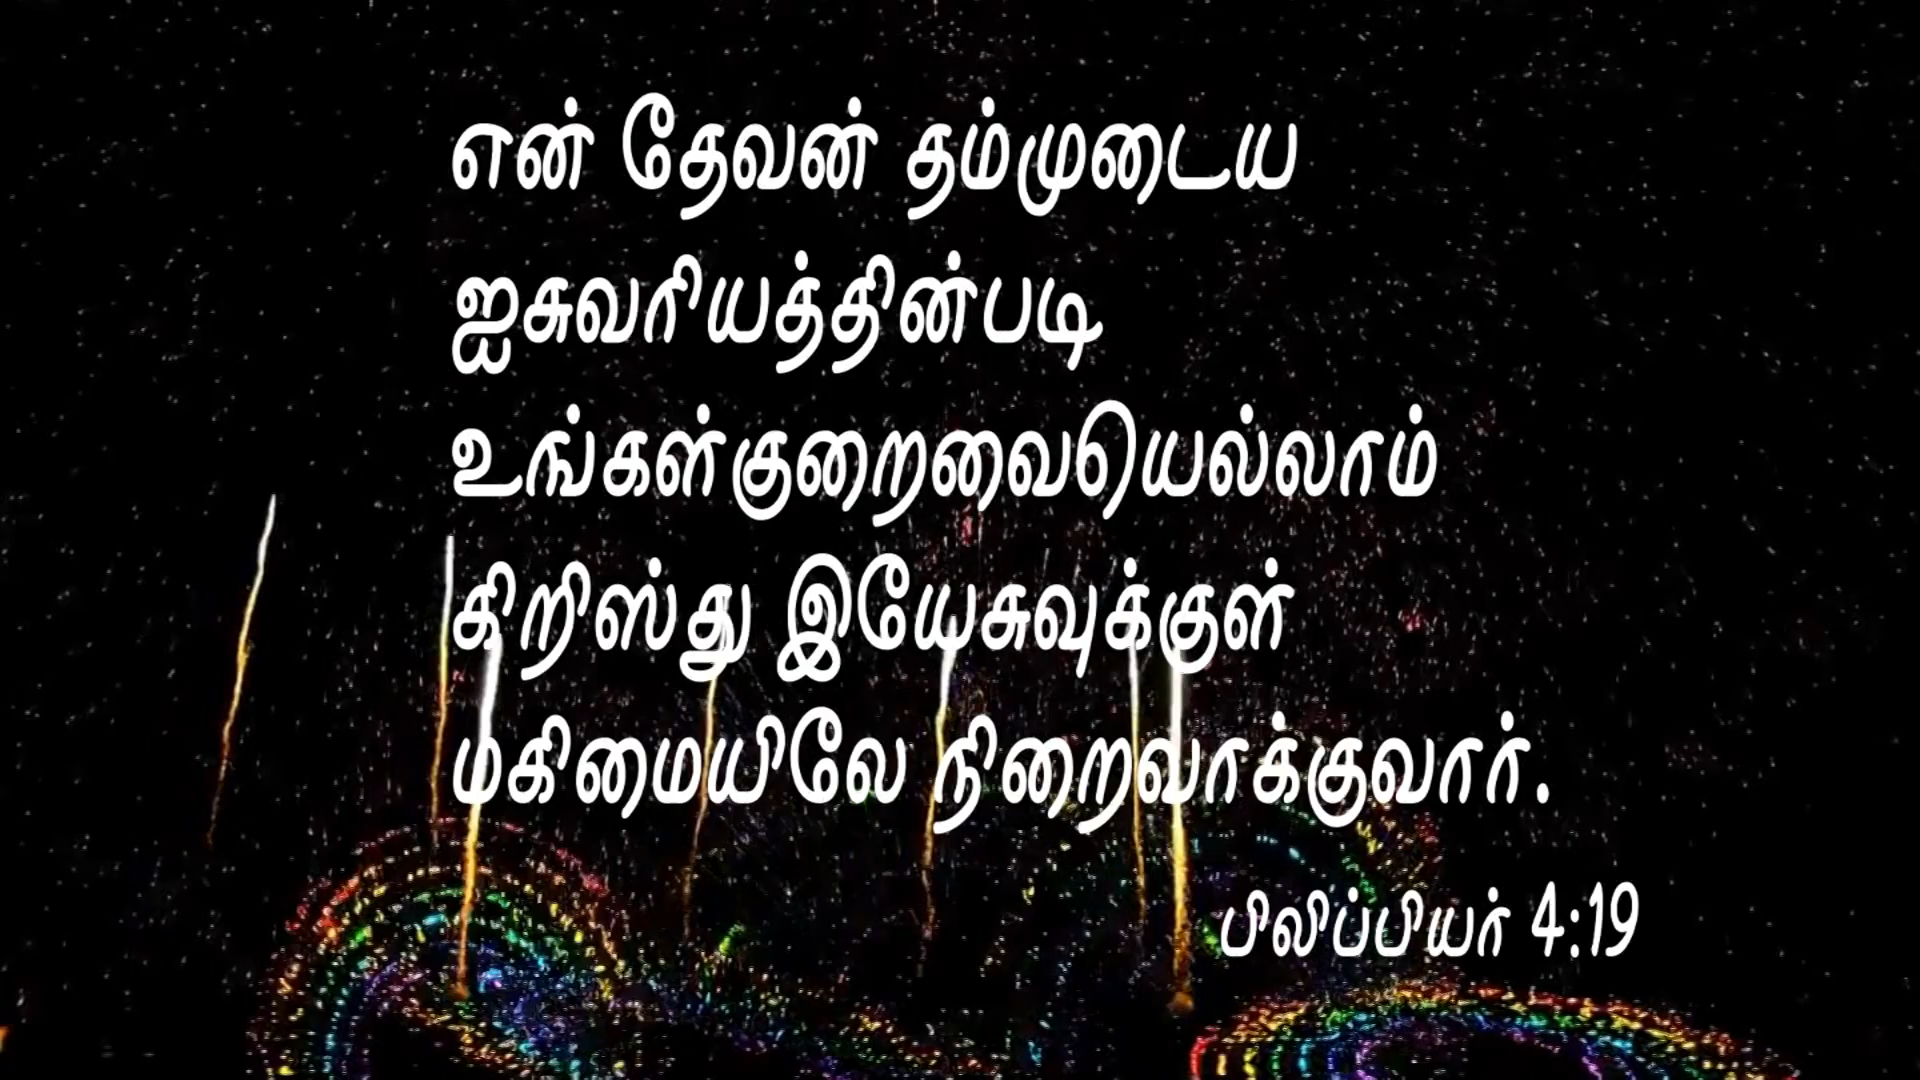 என் தேவன் தம்முடைய
ஐசுவரியத்தின்படி
உங்கள்குறைவையெல்லாம்
கிறிஸ்து இயேசுவுக்குள்
மகிமையிலே நிறைவாக்குவார்.
பிலிப்பியர் 4:19